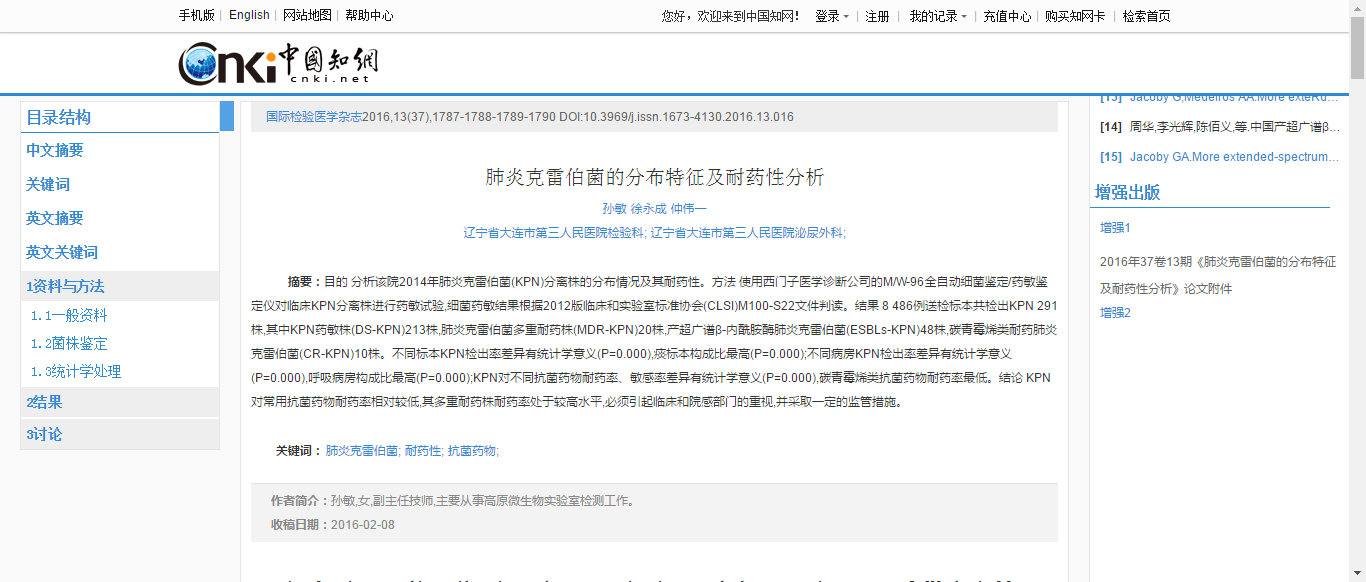 手机版 English 网站地图 帮助中心
您好，欢迎来到中国知网！ 登录 注册 我的记录 充值中心 购买知网卡 检索首页
cnki 中國知網
cnki.net
目录结构
中文摘要
关键词
英文摘要
英文关键词
1资料与方法
1.1一般资料
1.2菌株鉴定
1.3统计学处理
2结果
3讨论
国际检验医学杂志2016,13(37),1787-1788-1789-1790 DOI:10.3969/j.issn.1673-4130.2016.13.016
肺炎克雷伯菌的分布特征及耐药性分析
孙敏 徐永成 仲伟一
辽宁省大连市第三人民医院检验科; 辽宁省大连市第三人民医院泌尿外科;
摘要：目的 分析该院2014年肺炎克雷伯菌(KPN)分离株的分布情况及其耐药性。方法 使用西门子医学诊断公司的M/W-96全自动细菌鉴定/药敏鉴
定仪对临床KPN分离株进行药敏试验,细菌药敏结果根据2012版临床和实验室标准协会(CLSI)M100-S22文件判读。结果 8 486例送检标本共检出KPN 291
株,其中KPN药敏株(DS-KPN)213株,肺炎克雷伯菌多重耐药株(MDR-KPN)20株,产超广谱β-内酰胺酶肺炎克雷伯菌(ESBLs-KPN)48株,碳青霉烯类耐药肺炎
克雷伯菌(CR-KPN)10株。不同标本KPN检出率差异有统计学意义(P=0.000),痰标本构成比最高(P=0.000);不同病房KPN检出率差异有统计学意义
(P=0.000),呼吸病房构成比最高(P=0.000);KPN对不同抗菌药物耐药率、敏感率差异有统计学意义(P=0.000),碳青霉烯类抗菌药物耐药率最低。结论 KPN
对常用抗菌药物耐药率相对较低,其多重耐药株耐药率处于较高水平,必须引起临床和院感部门的重视,并采取一定的监管措施。
关键词： 肺炎克雷伯菌; 耐药性; 抗菌药物;
作者简介：孙敏,女,副主任技师,主要从事高原微生物实验室检测工作。
收稿日期：2016-02-08
[14] 周华,李光辉,陈佰义,等.中国产超广谱β...
[15] Jacoby GA.More extended-spectrum...
增强出版
增强1
2016年37卷13期《肺炎克雷伯菌的分布特征
及耐药性分析》论文附件
增强2